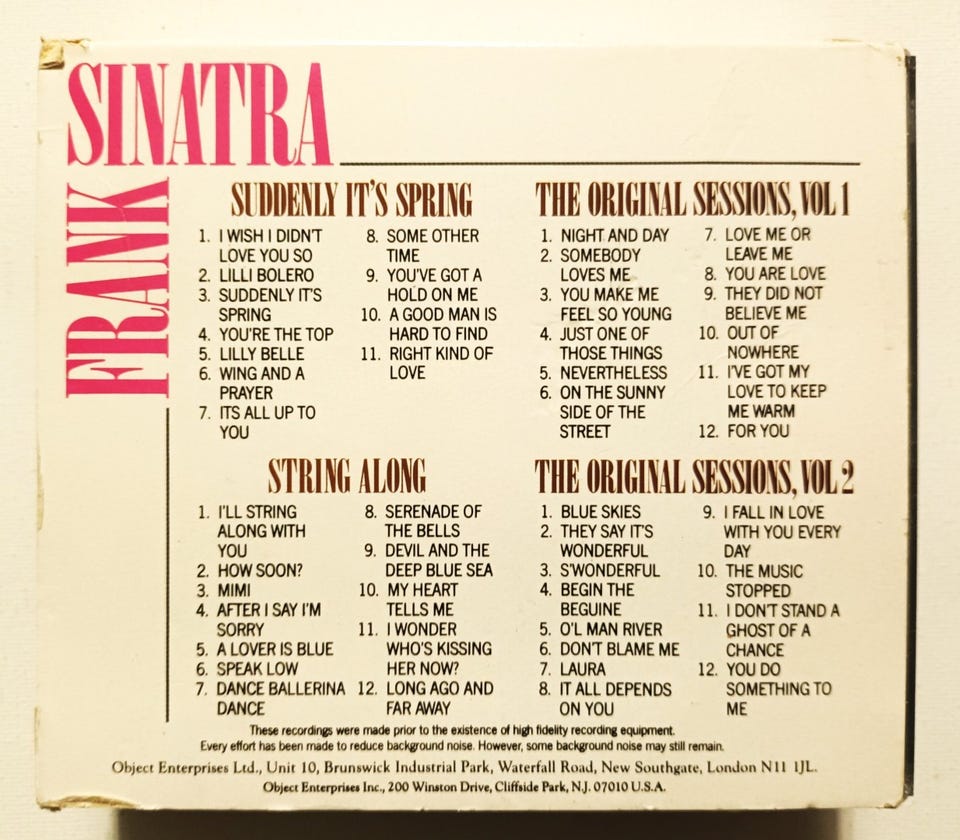 SINATRA
FRANK
SUDDENLY IT'S SPRING
1. I WISH I DIDN'T
LOVE YOU SO
2. LILLI BOLERO
3. SUDDENLY IT'S
SPRING
4. YOU'RE THE TOP
5. LILLY BELLE
6. WING AND A
PRAYER
7. ITS ALL UP TO
YOU
8. SOME OTHER
TIME
9. YOU'VE GOT A
HOLD ON ME
10. A GOOD MAN IS
HARD TO FIND
11. RIGHT KIND OF
LOVE
THE ORIGINAL SESSIONS, VOL 1
1. NIGHT AND DAY
2. SOMEBODY
LOVES ME
3. YOU MAKE ME
FEEL SO YOUNG
4. JUST ONE OF
THOSE THINGS
5. NEVERTHELESS
6. ON THE SUNNY
SIDE OF THE
STREET
7. LOVE ME OR
LEAVE ME
8. YOU ARE LOVE
9. THEY DID NOT
BELIEVE ME
10. OUT OF
NOWHERE
11. I'VE GOT MY
LOVE TO KEEP
ME WARM
12. FOR YOU
STRING ALONG
1. I'LL STRING
ALONG WITH
YOU
2. HOW SOON?
3. MIMI
4. AFTER I SAY I'M
SORRY
5. A LOVER IS BLUE
6. SPEAK LOW
7. DANCE BALLERINA
DANCE
8. SERENADE OF
THE BELLS
9. DEVIL AND THE
DEEP BLUE SEA
10. MY HEART
TELLS ME
11. I WONDER
WHO'S KISSING
HER NOW?
12. LONG AGO AND
FAR AWAY
THE ORIGINAL SESSIONS, VOL 2
1. BLUE SKIES
2. THEY SAY IT'S
WONDERFUL
3. S'WONDERFUL
4. BEGIN THE
BEGUINE
5. O'L MAN RIVER
6. DON'T BLAME ME
7. LAURA
8. IT ALL DEPENDS
ON YOU
9. I FALL IN LOVE
WITH YOU EVERY
DAY
10. THE MUSIC
STOPPED
11. I DON'T STAND A
GHOST OF A
CHANCE
12. YOU DO
SOMETHING TO
ME
These recordings were made prior to the existence of high fidelity recording equipment.
Every effort has been made to reduce background noise. However, some background noise may still remain.
Object Enterprises Ltd., Unit 10, Brunswick Industrial Park, Waterfall Road, New Southgate, London N11 1JL.
Object Enterprises Inc., 200 Winston Drive, Cliffside Park, N.J. 07010 U.S.A.